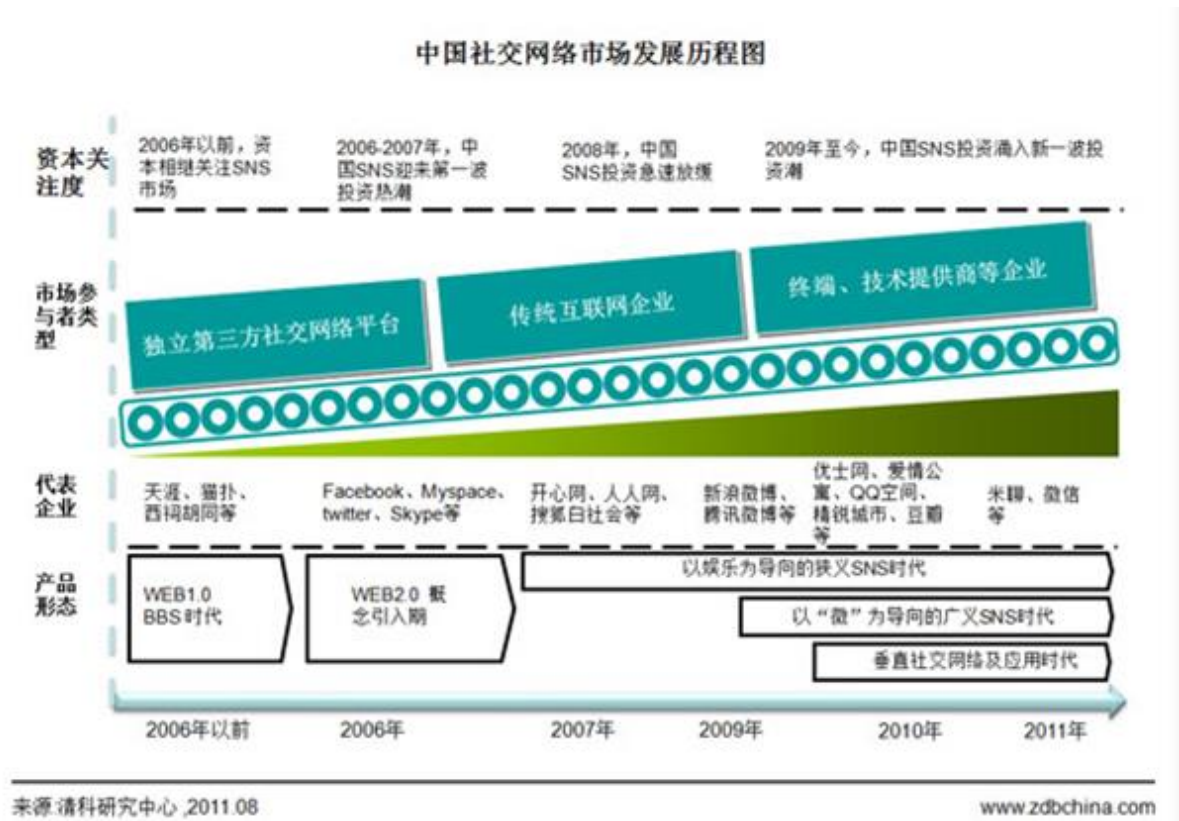 中国社交网络市场发展历程图
资本关
注度
2006年以前，资
本相继关注SNS
市场
2006-2007年，中
国SNS迎来第一波
投资热潮
2008年，中国
SNS投资急速放缓
2009年至今，中国SNS投资涌入新一波投
资潮
市场参
与者类
型
独立第三方社交网络平台
传统互联网企业
终端、技术提供商等企业
代表
企业
天涯、猫扑、
西祠胡同等
Facebook、Myspace、
twitter、Skype等
开心网、人人网、
搜狐白社会等
新浪微博、
腾讯微博等
优士网、爱情公
寓、QQ空间、
精锐城市、豆瓣
等
米聊、微信
等
产品
形态
WEB1.0
BBS时代
WEB2.0 概
念引入期
以娱乐为导向的狭义SNS时代
以“微”为导向的广义SNS时代
垂直社交网络及应用时代
2006年以前
2006年
2007年
2009年
2010年
2011年
来源:清科研究中心 ,2011.08
www.zdbchina.com